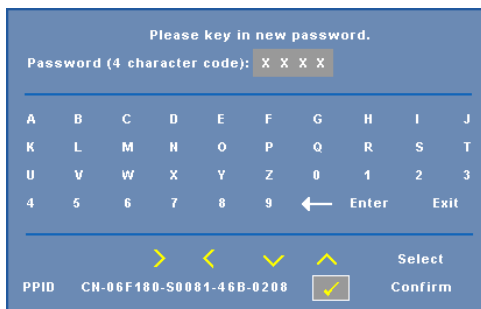 Please key in new password.
Password (4 character code): X X X X
A B C D E F G H I J
K L M N O P Q R S T
U V W X Y Z 0 1 2 3
4 5 6 7 8 9 Enter Exit
Select
PPID CN-06F180-S0081-46B-0208 Confirm